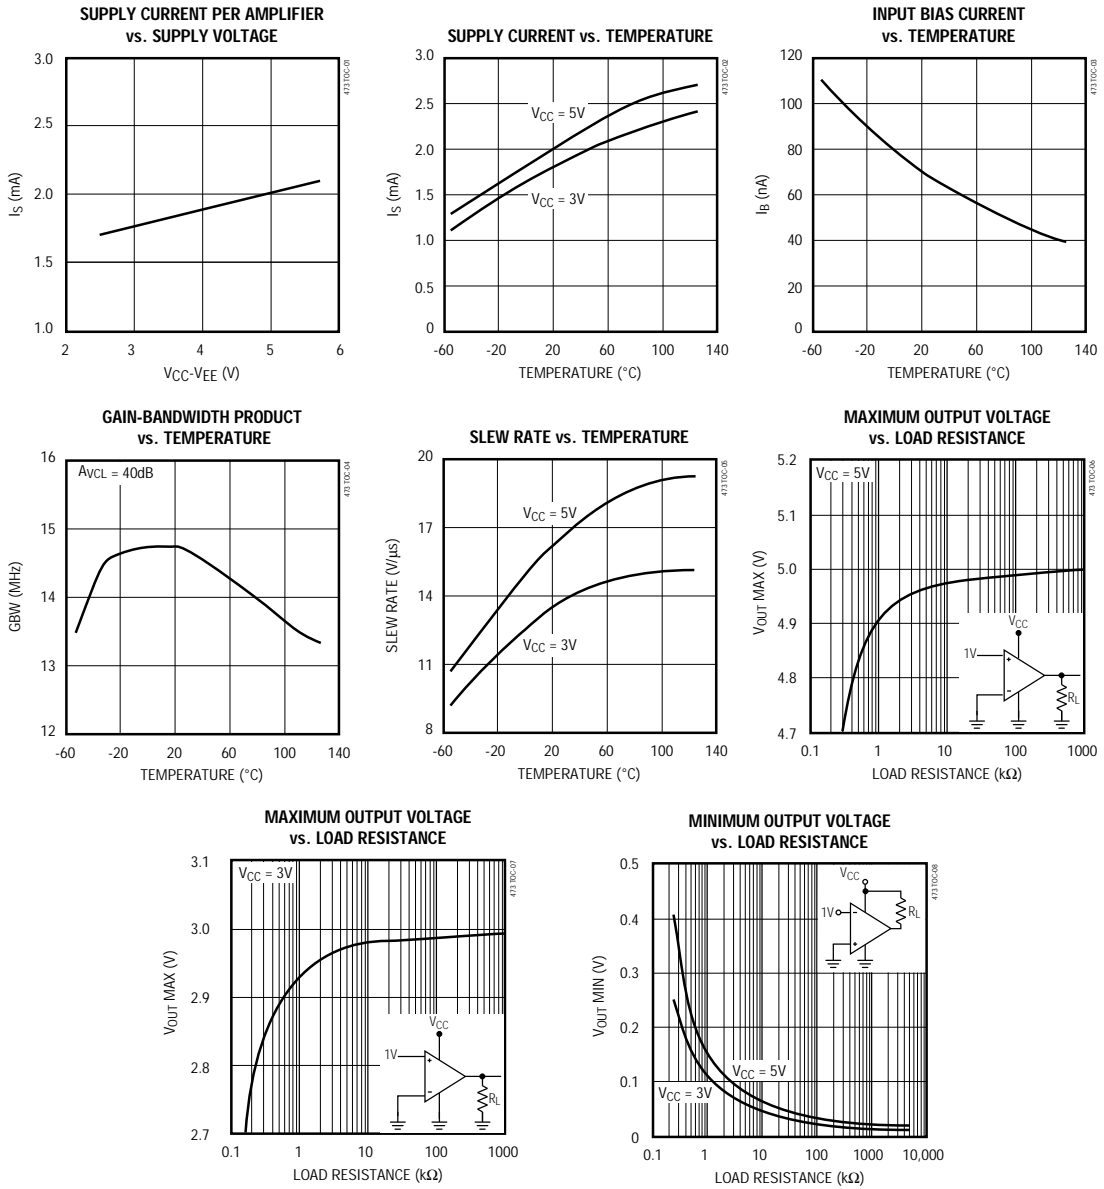 SUPPLY CURRENT PER AMPLIFIER
vs. SUPPLY VOLTAGE
3.0
2.5
2.0
1.5
1.0
IS (mA)
2 3 4 5 6
VCC-VEE (V)
473 TOC-01
SUPPLY CURRENT vs. TEMPERATURE
3.0
2.5
2.0
1.5
1.0
0.5
0
IS (mA)
VCC = 5V
VCC = 3V
-60 -20 20 60 100 140
TEMPERATURE (°C)
473 TOC-02
INPUT BIAS CURRENT
vs. TEMPERATURE
120
100
80
60
40
20
0
IB (nA)
-60 -20 20 60 100 140
TEMPERATURE (°C)
473 TOC-03
GAIN-BANDWIDTH PRODUCT
vs. TEMPERATURE
16
15
14
13
12
GBW (MHz)
AVCL = 40dB
-60 -20 20 60 100 140
TEMPERATURE (°C)
473 TOC-04
SLEW RATE vs. TEMPERATURE
20
17
14
11
8
SLEW RATE (V/µs)
VCC = 5V
VCC = 3V
-60 -20 20 60 100 140
TEMPERATURE (°C)
473 TOC-05
MAXIMUM OUTPUT VOLTAGE
vs. LOAD RESISTANCE
5.2
5.1
5.0
4.9
4.8
4.7
VOUT MAX (V)
VCC = 5V
VCC
1V
+
-
RL
0.1 1 10 100 1000
LOAD RESISTANCE (kΩ)
473 TOC-06
MAXIMUM OUTPUT VOLTAGE
vs. LOAD RESISTANCE
3.1
3.0
2.9
2.8
2.7
VOUT MAX (V)
VCC = 3V
VCC
1V
+
-
RL
0.1 1 10 100 1000
LOAD RESISTANCE (kΩ)
473 TOC-07
MINIMUM OUTPUT VOLTAGE
vs. LOAD RESISTANCE
0.5
0.4
0.3
0.2
0.1
0
VOUT MIN (V)
VCC
1V
-
+
RL
VCC = 5V
VCC = 3V
0.1 1 10 100 1000 10,000
LOAD RESISTANCE (kΩ)
473 TOC-08